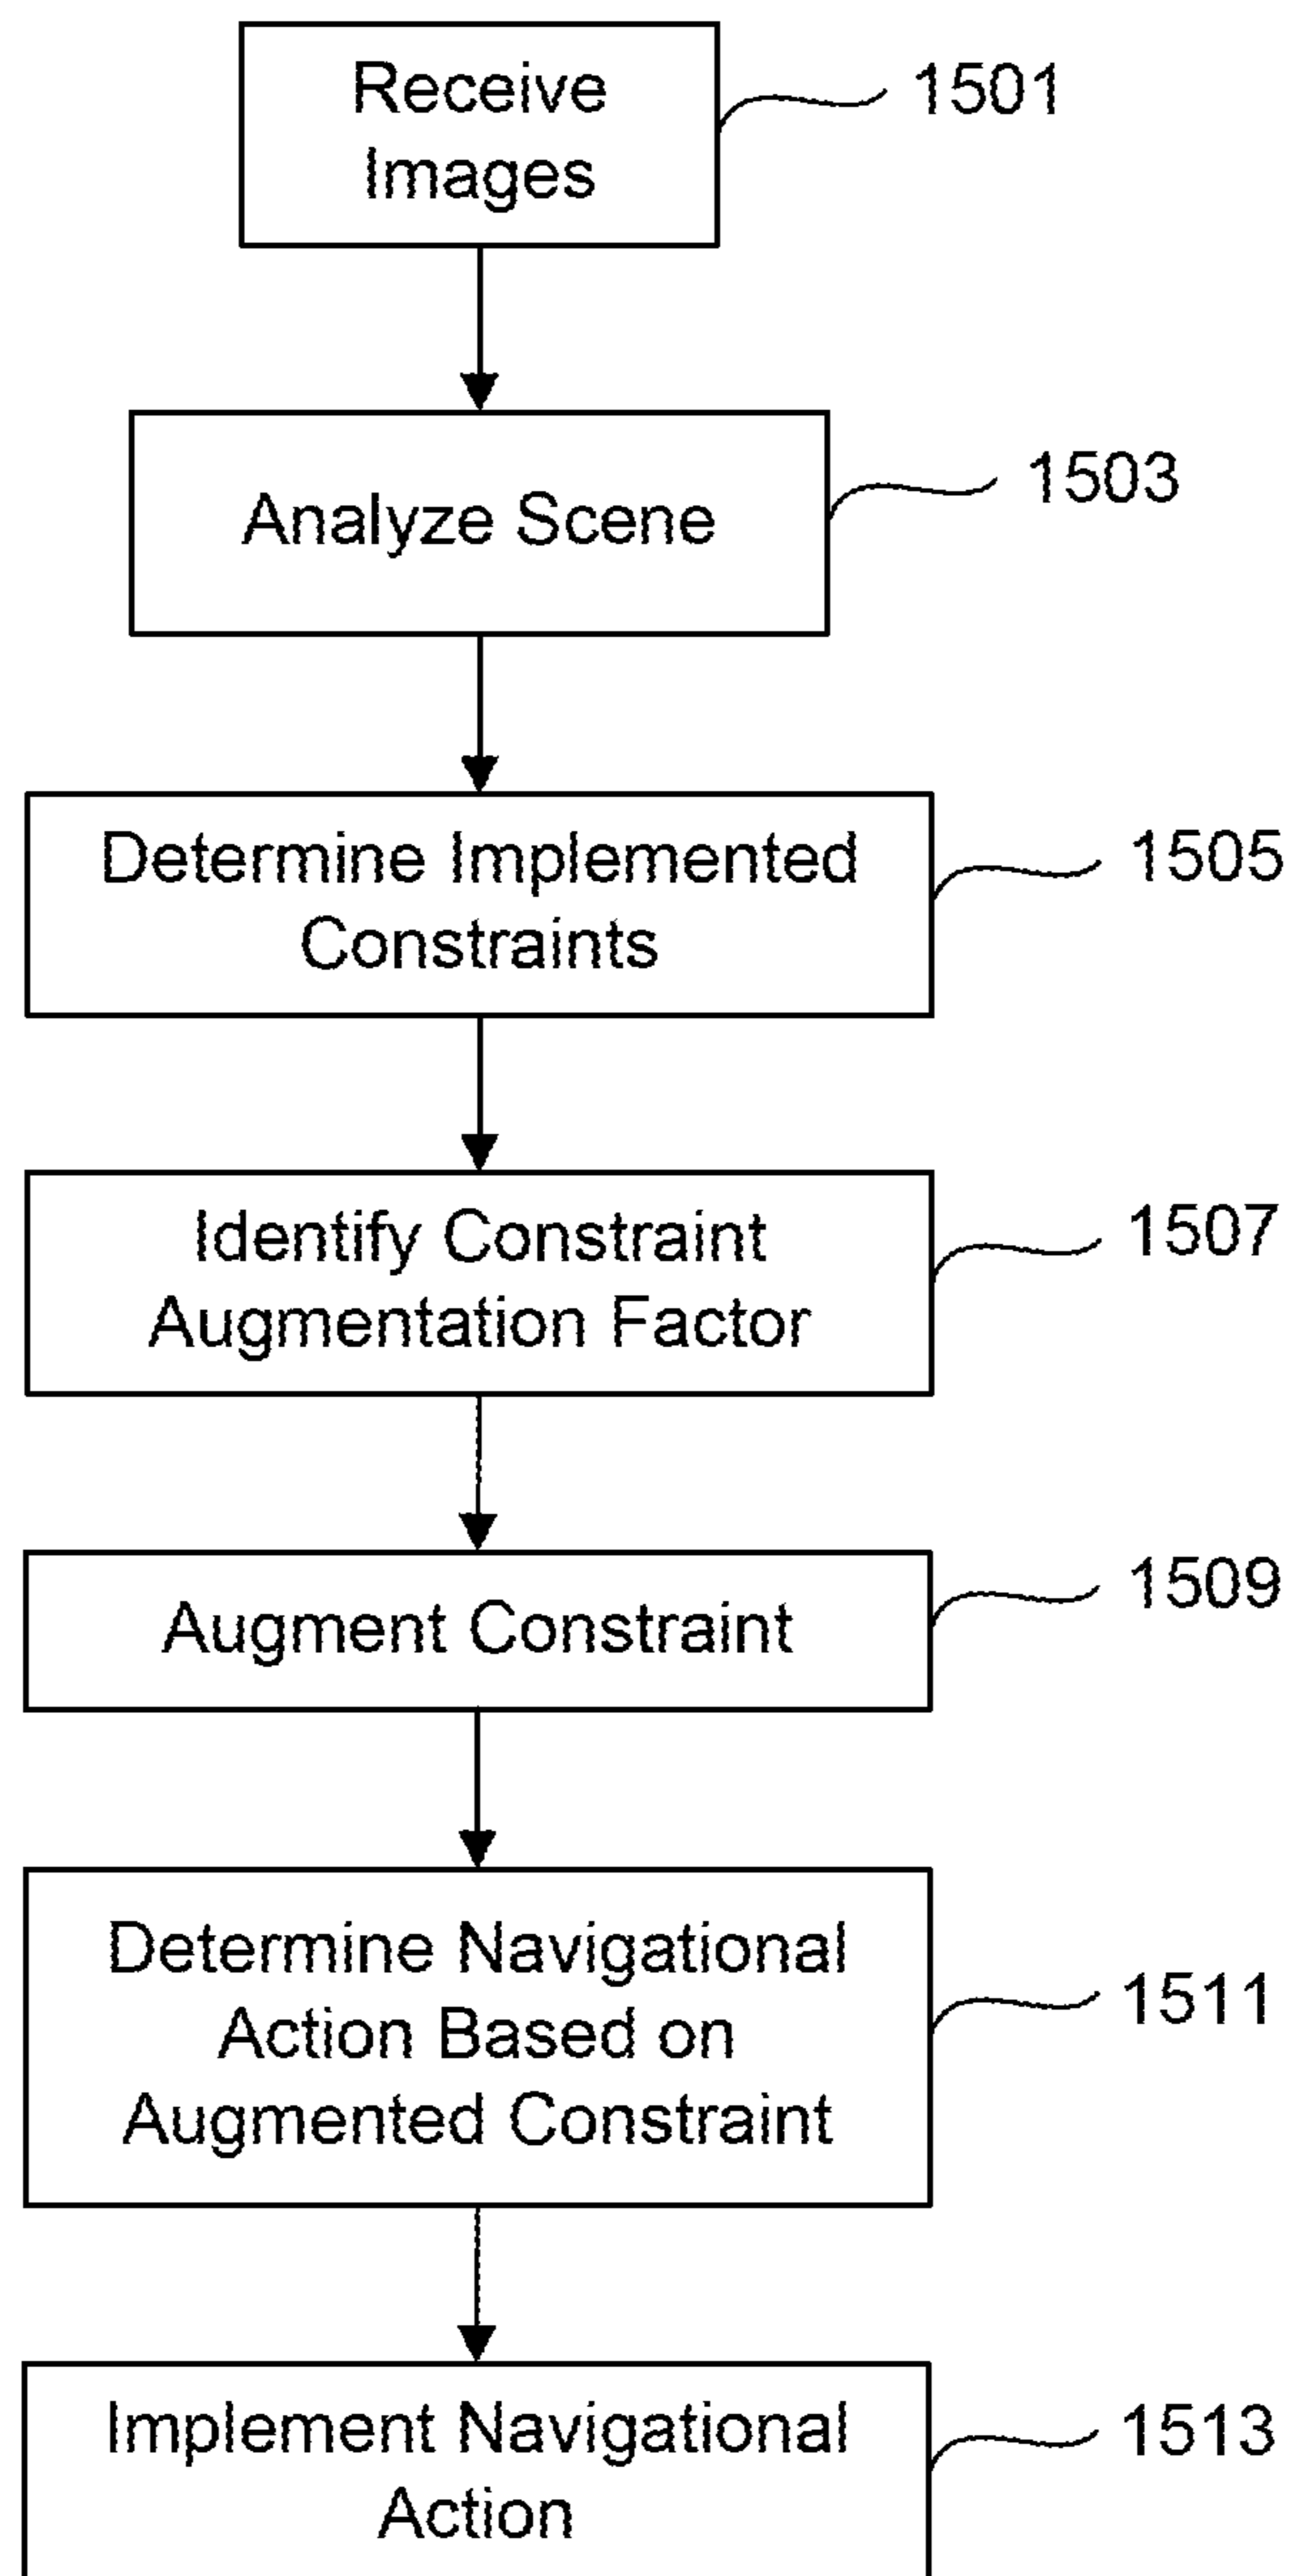 Receive
Images
1501
Analyze Scene
1503
Determine Implemented
Constraints
1505
Identify Constraint
Augmentation Factor
1507
Augment Constraint
1509
Determine Navigational
Action Based on
Augmented Constraint
1511
Implement Navigational
Action
1513